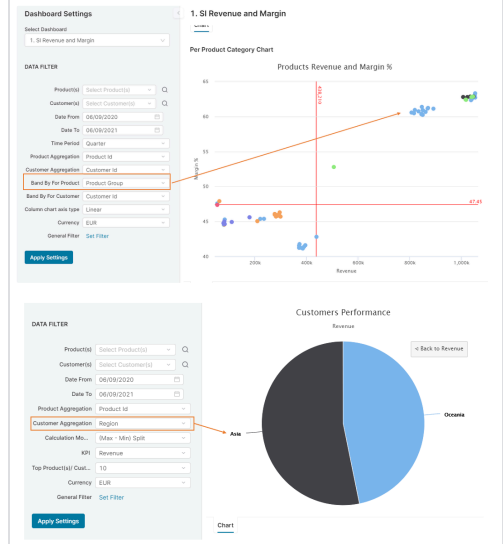 Dashboard Settings
1. SI Revenue and Margin
Select Dashboard
1. SI Revenue and Margin
Chart
Per Product Category Chart
DATA FILTER
Products Revenue and Margin %
Product(s) Select Product(s)
Customer(s) Select Customer(s)
Date From 06/09/2020
Date To 06/09/2021
Time Period Quarter
Product Aggregation Product Id
Customer Aggregation Customer Id
Band By For Product Product Group
Band By For Customer Customer Id
Column chart axis type Linear
Currency EUR
General Filter Set Filter
Apply Settings
65
60
55
50
45
40
Margin %
47.45
200k 400k 600k 800k 1,000k
Revenue
Customers Performance
Revenue
< Back to Revenue
Asia
Oceania
DATA FILTER
Product(s) Select Product(s)
Customer(s) Select Customer(s)
Date From 06/09/2020
Date To 06/09/2021
Product Aggregation Product Id
Customer Aggregation Region
Calculation Mo... (Max - Min) Split
KPI Revenue
Top Product(s)/ Cust... 10
Currency EUR
General Filter Set Filter
Apply Settings
Chart